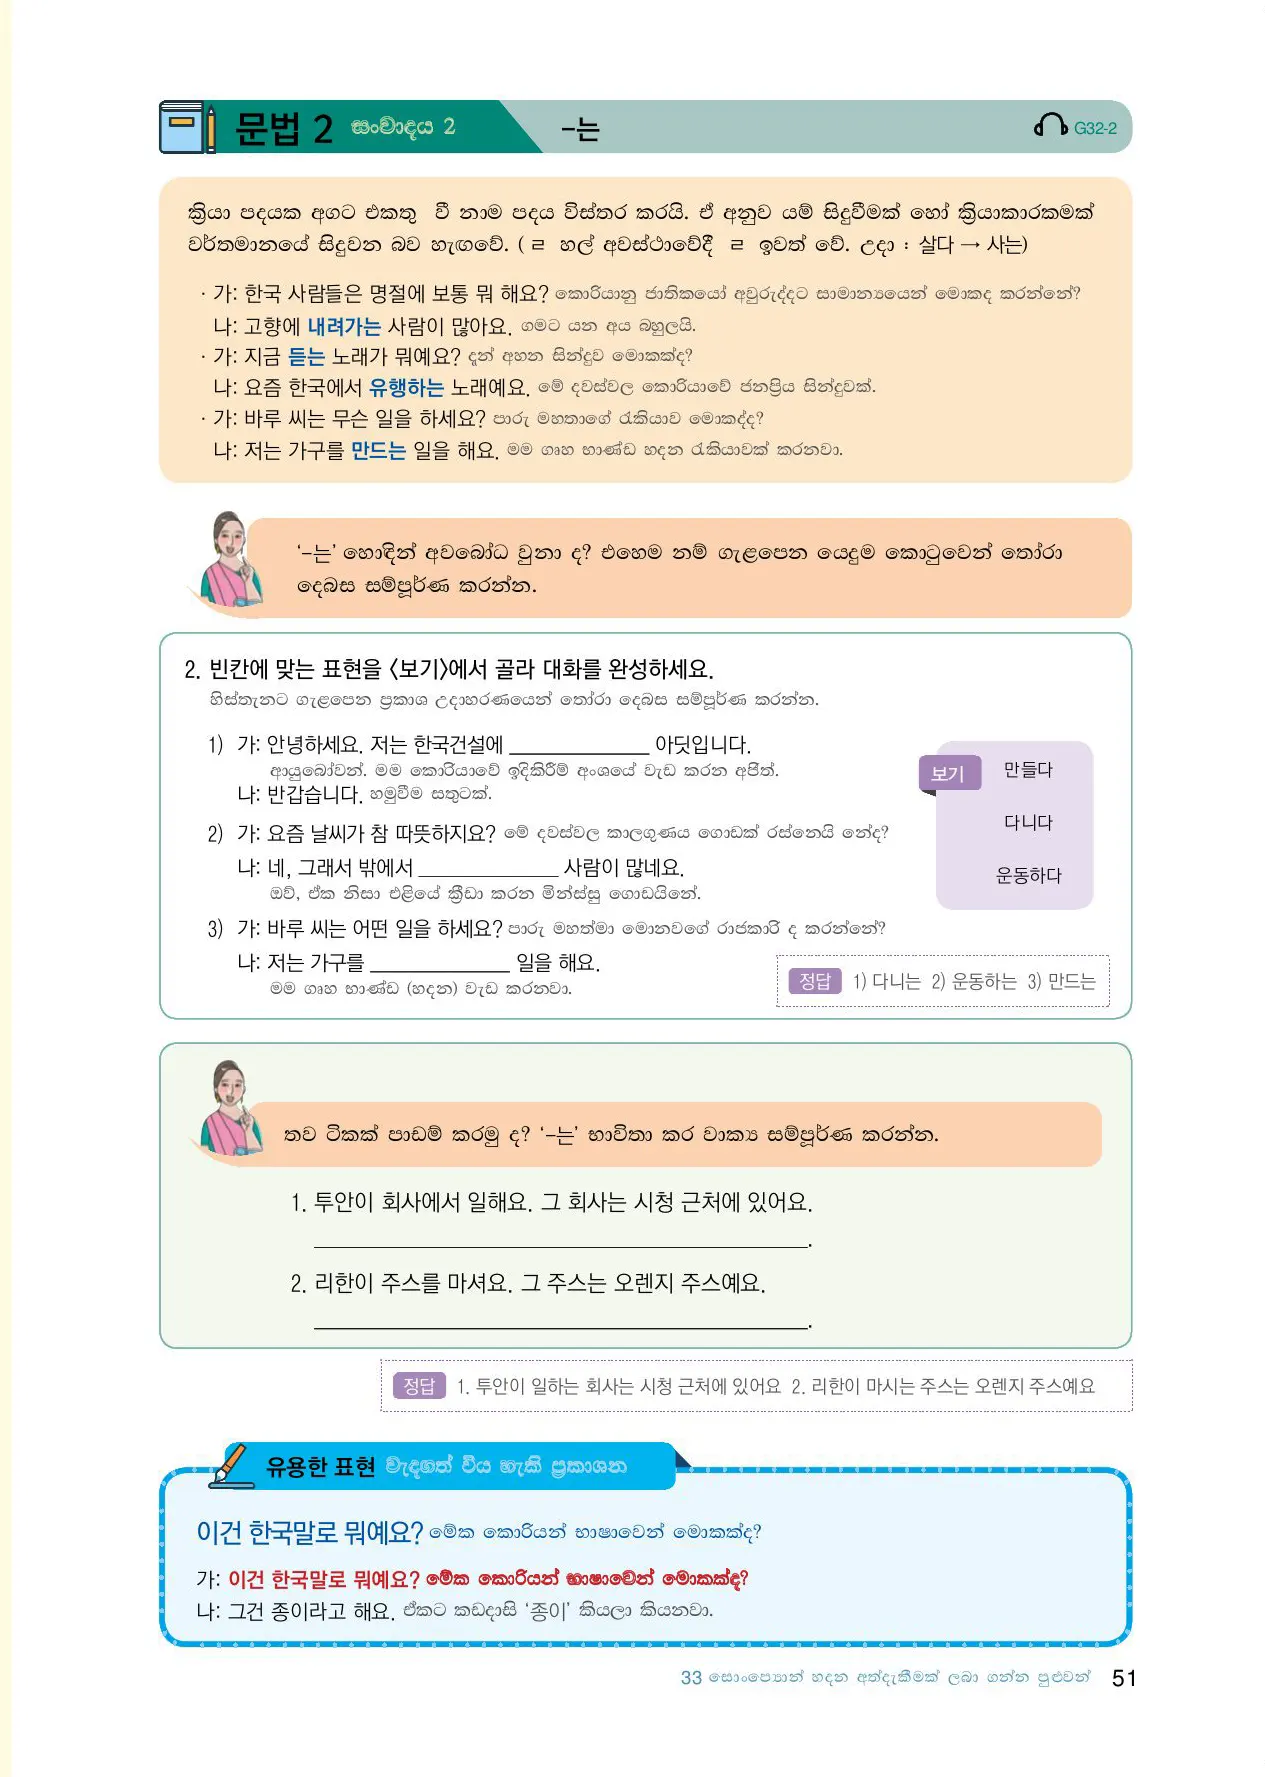 문법 2 සංවාදය 2 -는 G32-2
ක්‍රියා පදයක අගට එකතු වී නාම පදය විස්තර කරයි. ඒ අනුව යම් සිදුවීමක් හෝ ක්‍රියාකාරකමක්
වර්තමානයේ සිදුවන බව හැඟවේ. (ㄹ හල් අවස්ථාවේදී ㄹ ඉවත් වේ. උදා : 살다 → 사는)
· 가: 한국 사람들은 명절에 보통 뭐 해요? කොරියානු ජාතිකයෝ අවුරුද්දට සාමාන්‍යයෙන් මොකද කරන්නේ?
나: 고향에 내려가는 사람이 많아요. ගමට යන අය බහුලයි.
· 가: 지금 듣는 노래가 뭐예요? දැන් අහන සින්දුව මොකක්ද?
나: 요즘 한국에서 유행하는 노래예요. මේ දවස්වල කොරියාවේ ජනප්‍රිය සින්දුවක්.
· 가: 바루 씨는 무슨 일을 하세요? පාරු මහතාගේ රැකියාව මොකද්ද?
나: 저는 가구를 만드는 일을 해요. මම ගෘහ භාණ්ඩ හදන රැකියාවක් කරනවා.
‘-는’ හොඳින් අවබෝධ වුනා ද? එහෙම නම් ගැළපෙන යෙදුම කොටුවෙන් තෝරා
දෙබස සම්පූර්ණ කරන්න.
2. 빈칸에 맞는 표현을 〈보기〉에서 골라 대화를 완성하세요.
හිස්තැනට ගැළපෙන ප්‍රකාශ උදාහරණයෙන් තෝරා දෙබස සම්පූර්ණ කරන්න.
1) 가: 안녕하세요. 저는 한국건설에 ____________ 아딧입니다.
ආයුබෝවන්. මම කොරියාවේ ඉදිකිරීම් අංශයේ වැඩ කරන අජිත්.
나: 반갑습니다. හමුවීම සතුටක්.
2) 가: 요즘 날씨가 참 따뜻하지요? මේ දවස්වල කාලගුණය ගොඩක් රස්නෙයි නේද?
나: 네, 그래서 밖에서 ____________ 사람이 많네요.
ඔව්, ඒක නිසා එළියේ ක්‍රීඩා කරන මිනිස්සු ගොඩයිනේ.
3) 가: 바루 씨는 어떤 일을 하세요? පාරු මහත්මා මොනවගේ රාජකාරි ද කරන්නේ?
나: 저는 가구를 ____________ 일을 해요.
මම ගෘහ භාණ්ඩ (හදන) වැඩ කරනවා.
보기 만들다
다니다
운동하다
정답 1) 다니는 2) 운동하는 3) 만드는
තව ටිකක් පාඩම් කරමු ද? ‘-는’ භාවිතා කර වාක්‍ය සම්පූර්ණ කරන්න.
1. 투안이 회사에서 일해요. 그 회사는 시청 근처에 있어요.
____________.
2. 리한이 주스를 마셔요. 그 주스는 오렌지 주스예요.
____________.
정답 1. 투안이 일하는 회사는 시청 근처에 있어요 2. 리한이 마시는 주스는 오렌지 주스예요
유용한 표현 වැදගත් විය හැකි ප්‍රකාශන
이건 한국말로 뭐예요? මේක කොරියන් භාෂාවෙන් මොකක්ද?
가: 이건 한국말로 뭐예요? මේක කොරියන් භාෂාවෙන් මොකක්ද?
나: 그건 종이라고 해요. ඒකට කඩදාසි ‘종이’ කියලා කියනවා.
33 සොංප්‍යොන් හදන අත්දැකීමක් ලබා ගන්න පුළුවන් 51